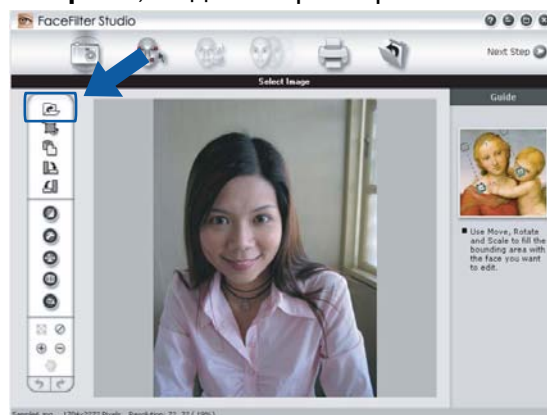 FaceFilter Studio
Next Step
Select Image
Guide
Use Move, Rotate
and Scale to fill the
bounding area with
the face you want
to edit.